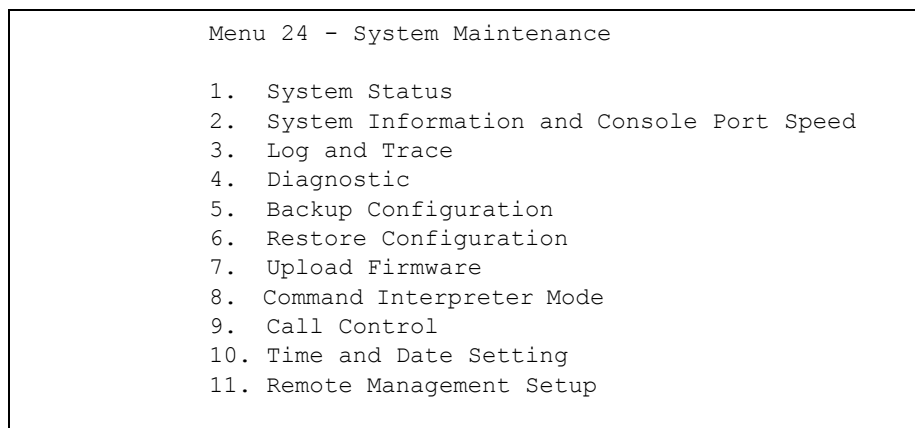 Menu 24 - System Maintenance
1. System Status
2. System Information and Console Port Speed
3. Log and Trace
4. Diagnostic
5. Backup Configuration
6. Restore Configuration
7. Upload Firmware
8. Command Interpreter Mode
9. Call Control
10. Time and Date Setting
11. Remote Management Setup